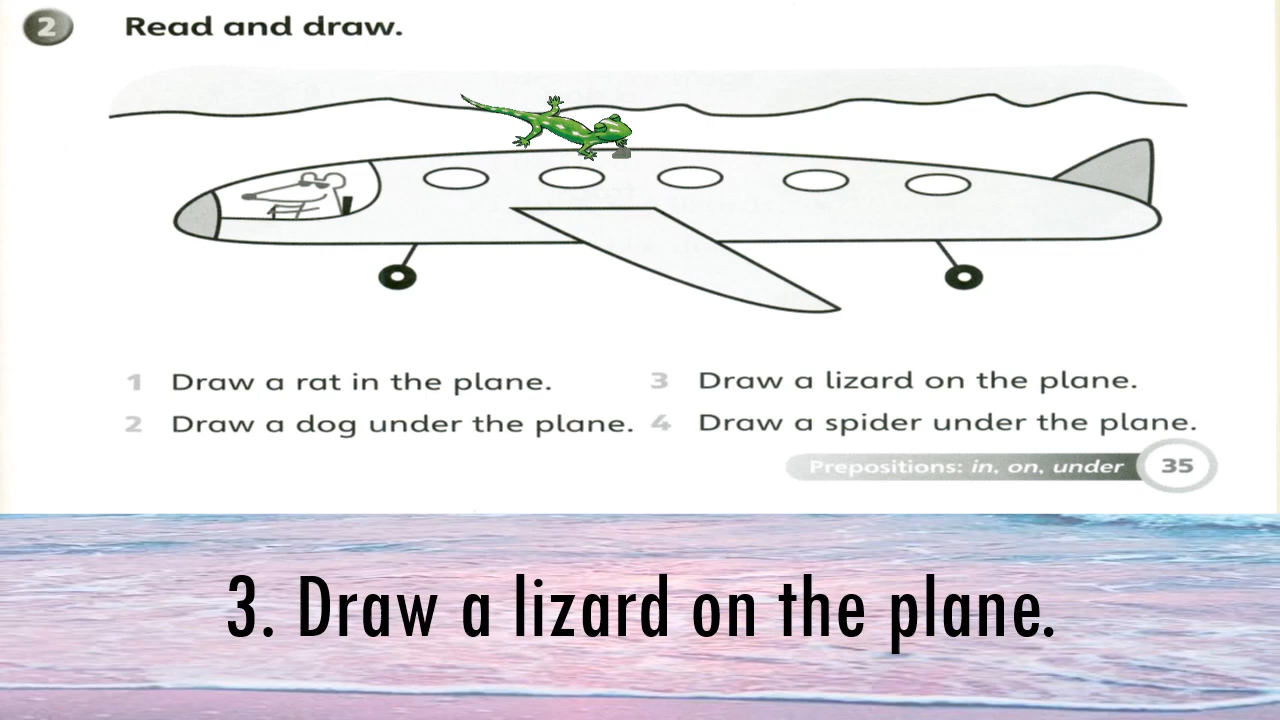 2 Read and draw.
1 Draw a rat in the plane.
2 Draw a dog under the plane.
3 Draw a lizard on the plane.
4 Draw a spider under the plane.
Prepositions: in, on, under 35
3. Draw a lizard on the plane.